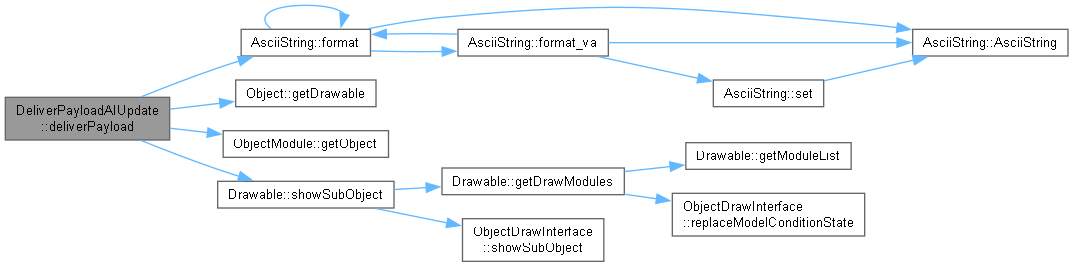 AsciiString::format
AsciiString::format_va
AsciiString::AsciiString
AsciiString::set
Object::getDrawable
DeliverPayloadAIUpdate
::deliverPayload
ObjectModule::getObject
Drawable::getModuleList
Drawable::showSubObject
Drawable::getDrawModules
ObjectDrawInterface
::replaceModelConditionState
ObjectDrawInterface
::showSubObject